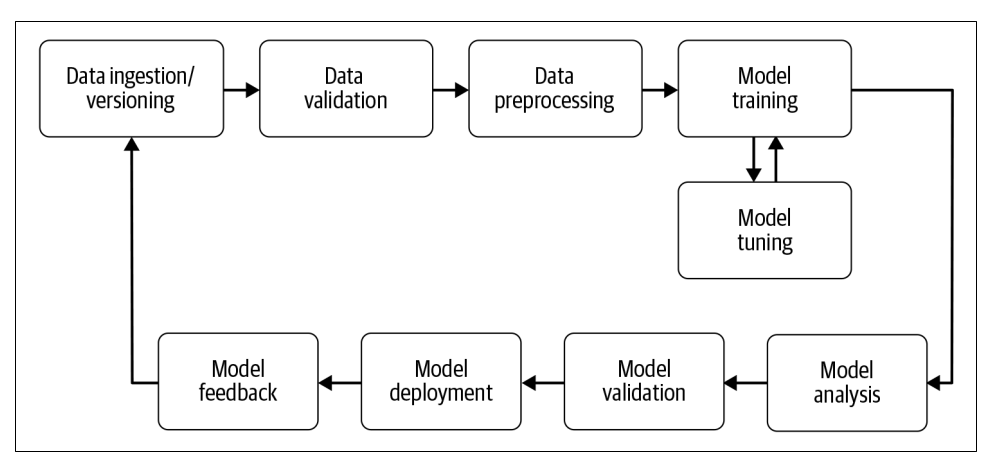 Data ingestion/
versioning
Data
validation
Data
preprocessing
Model
training
Model
tuning
Model
feedback
Model
deployment
Model
validation
Model
analysis